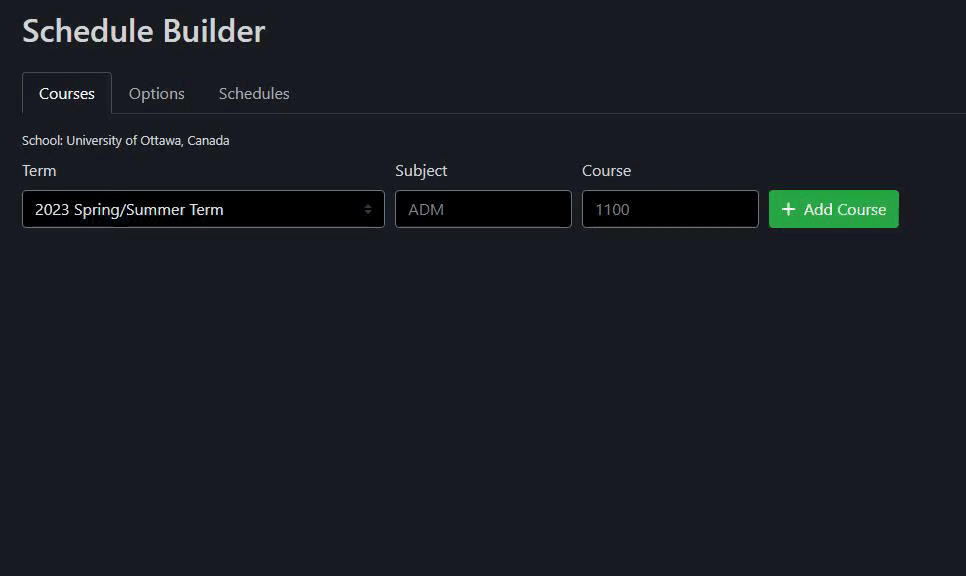 Schedule Builder
Courses Options Schedules
School: University of Ottawa, Canada
Term Subject Course
2023 Spring/Summer Term ADM 1100 + Add Course